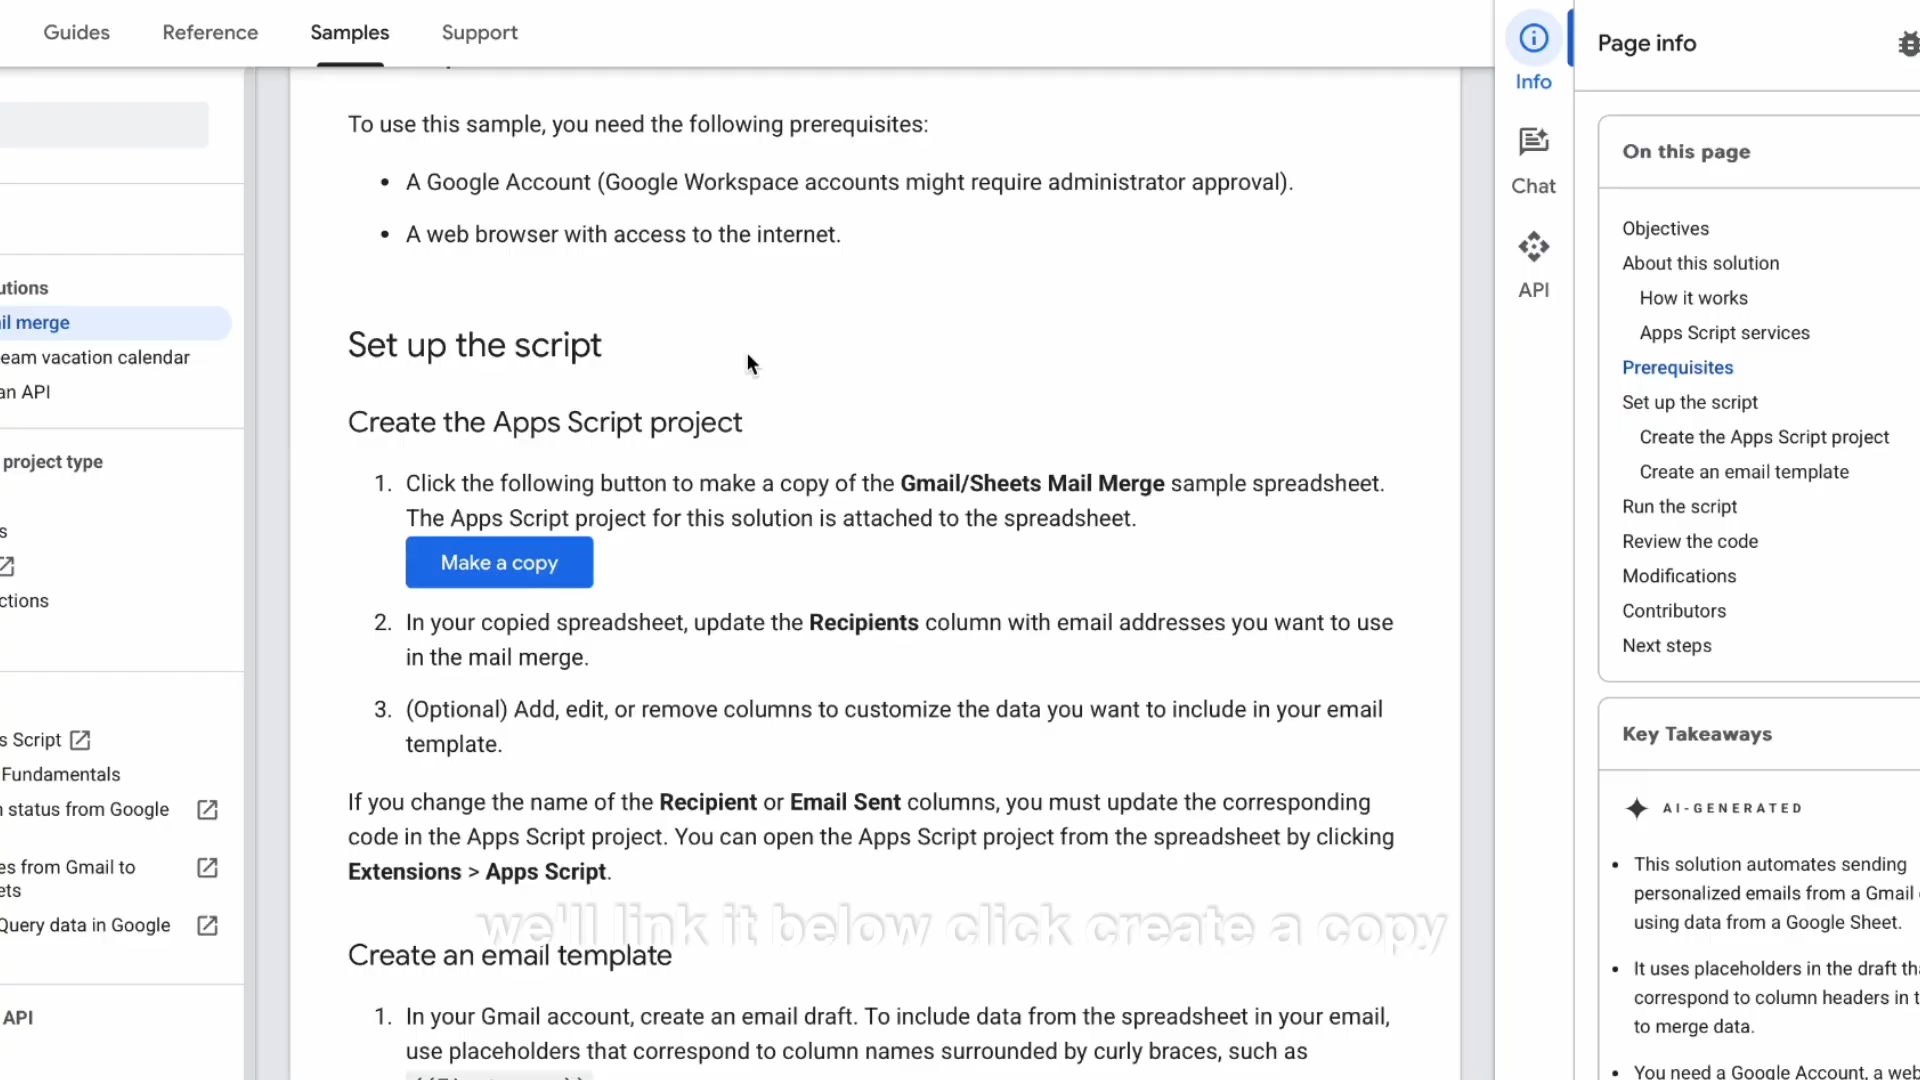 Guides
Reference
Samples
Support
Info
Chat
API
Page info
On this page
Objectives
About this solution
How it works
Apps Script services
Prerequisites
Set up the script
Create the Apps Script project
Create an email template
Run the script
Review the code
Modifications
Contributors
Next steps
Key Takeaways
AI-GENERATED
This solution automates sending
personalized emails from a Gmail
using data from a Google Sheet.
It uses placeholders in the draft
correspond to column headers in
to merge data.
You need a Google Account, a web
utions
il merge
eam vacation calendar
an API
project type
s
ctions
s Script
Fundamentals
n status from Google
es from Gmail to
ets
Query data in Google
API
To use this sample, you need the following prerequisites:
• A Google Account (Google Workspace accounts might require administrator approval).
• A web browser with access to the internet.
Set up the script
Create the Apps Script project
1. Click the following button to make a copy of the Gmail/Sheets Mail Merge sample spreadsheet.
The Apps Script project for this solution is attached to the spreadsheet.
Make a copy
2. In your copied spreadsheet, update the Recipients column with email addresses you want to use
in the mail merge.
3. (Optional) Add, edit, or remove columns to customize the data you want to include in your email
template.
If you change the name of the Recipient or Email Sent columns, you must update the corresponding
code in the Apps Script project. You can open the Apps Script project from the spreadsheet by clicking
Extensions > Apps Script.
we'll link it below click create a copy
Create an email template
1. In your Gmail account, create an email draft. To include data from the spreadsheet in your email,
use placeholders that correspond to column names surrounded by curly braces, such as